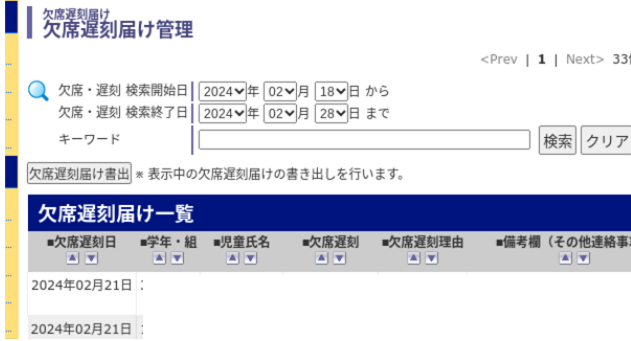 欠席遅刻届け
欠席遅刻届け管理
<Prev | 1 | Next> 33
欠席・遅刻 検索開始日 2024年 02月 18日 から
欠席・遅刻 検索終了日 2024年 02月 28日 まで
キーワード 検索 クリア
欠席遅刻届け書出 ※ 表示中の欠席遅刻届けの書き出しを行います。
欠席遅刻届け一覧
■欠席遅刻日 ■学年・組 ■児童氏名 ■欠席遅刻 ■欠席遅刻理由 ■備考欄（その他連絡事
▲ ▼ ▲ ▼ ▲ ▼ ▲ ▼ ▲ ▼ ▲ ▼
2024年02月21日
2024年02月21日